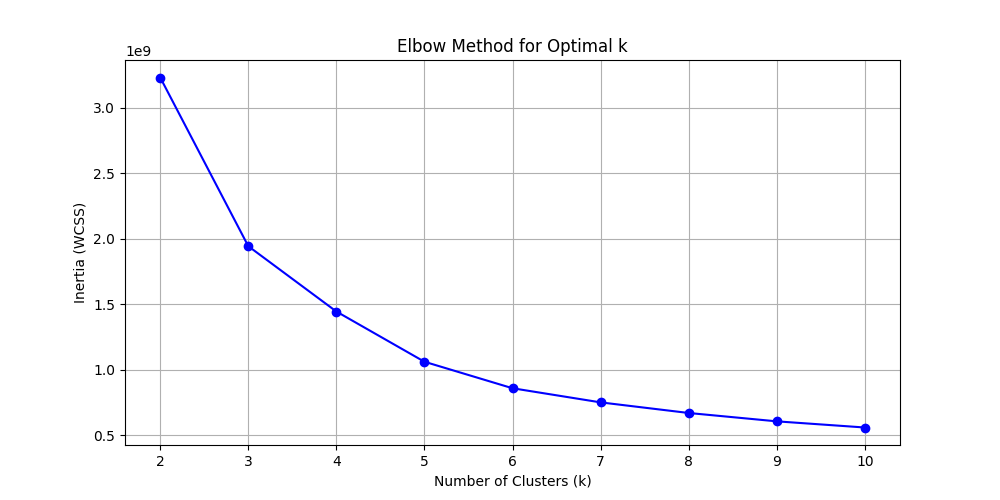 Elbow Method for Optimal k
1e9
3.0
2.5
2.0
1.5
1.0
0.5
Inertia (WCSS)
2 3 4 5 6 7 8 9 10
Number of Clusters (k)